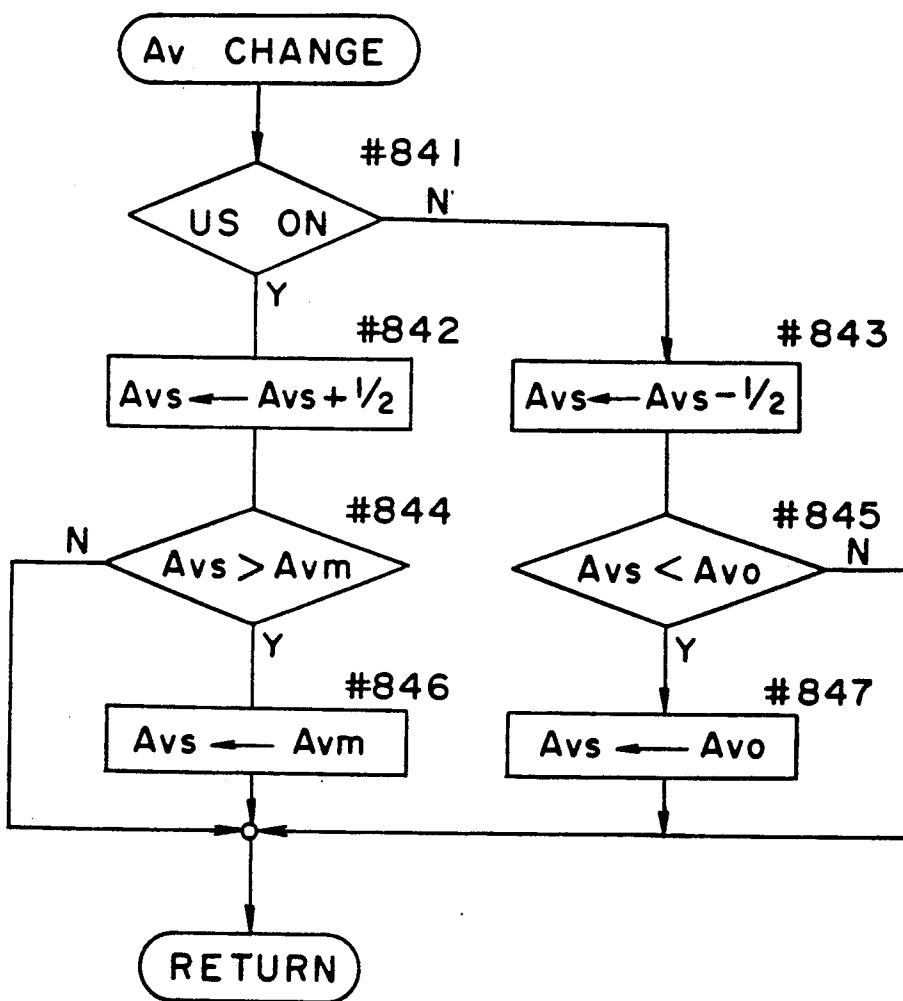 Av CHANGE
#841
US ON
N
Y
#842
#843
Avs ← Avs + 1/2
Avs ← Avs - 1/2
#844
#845
N
Avs > Avm
Avs < Avo
N
Y
Y
#846
#847
Avs ← Avm
Avs ← Avo
RETURN